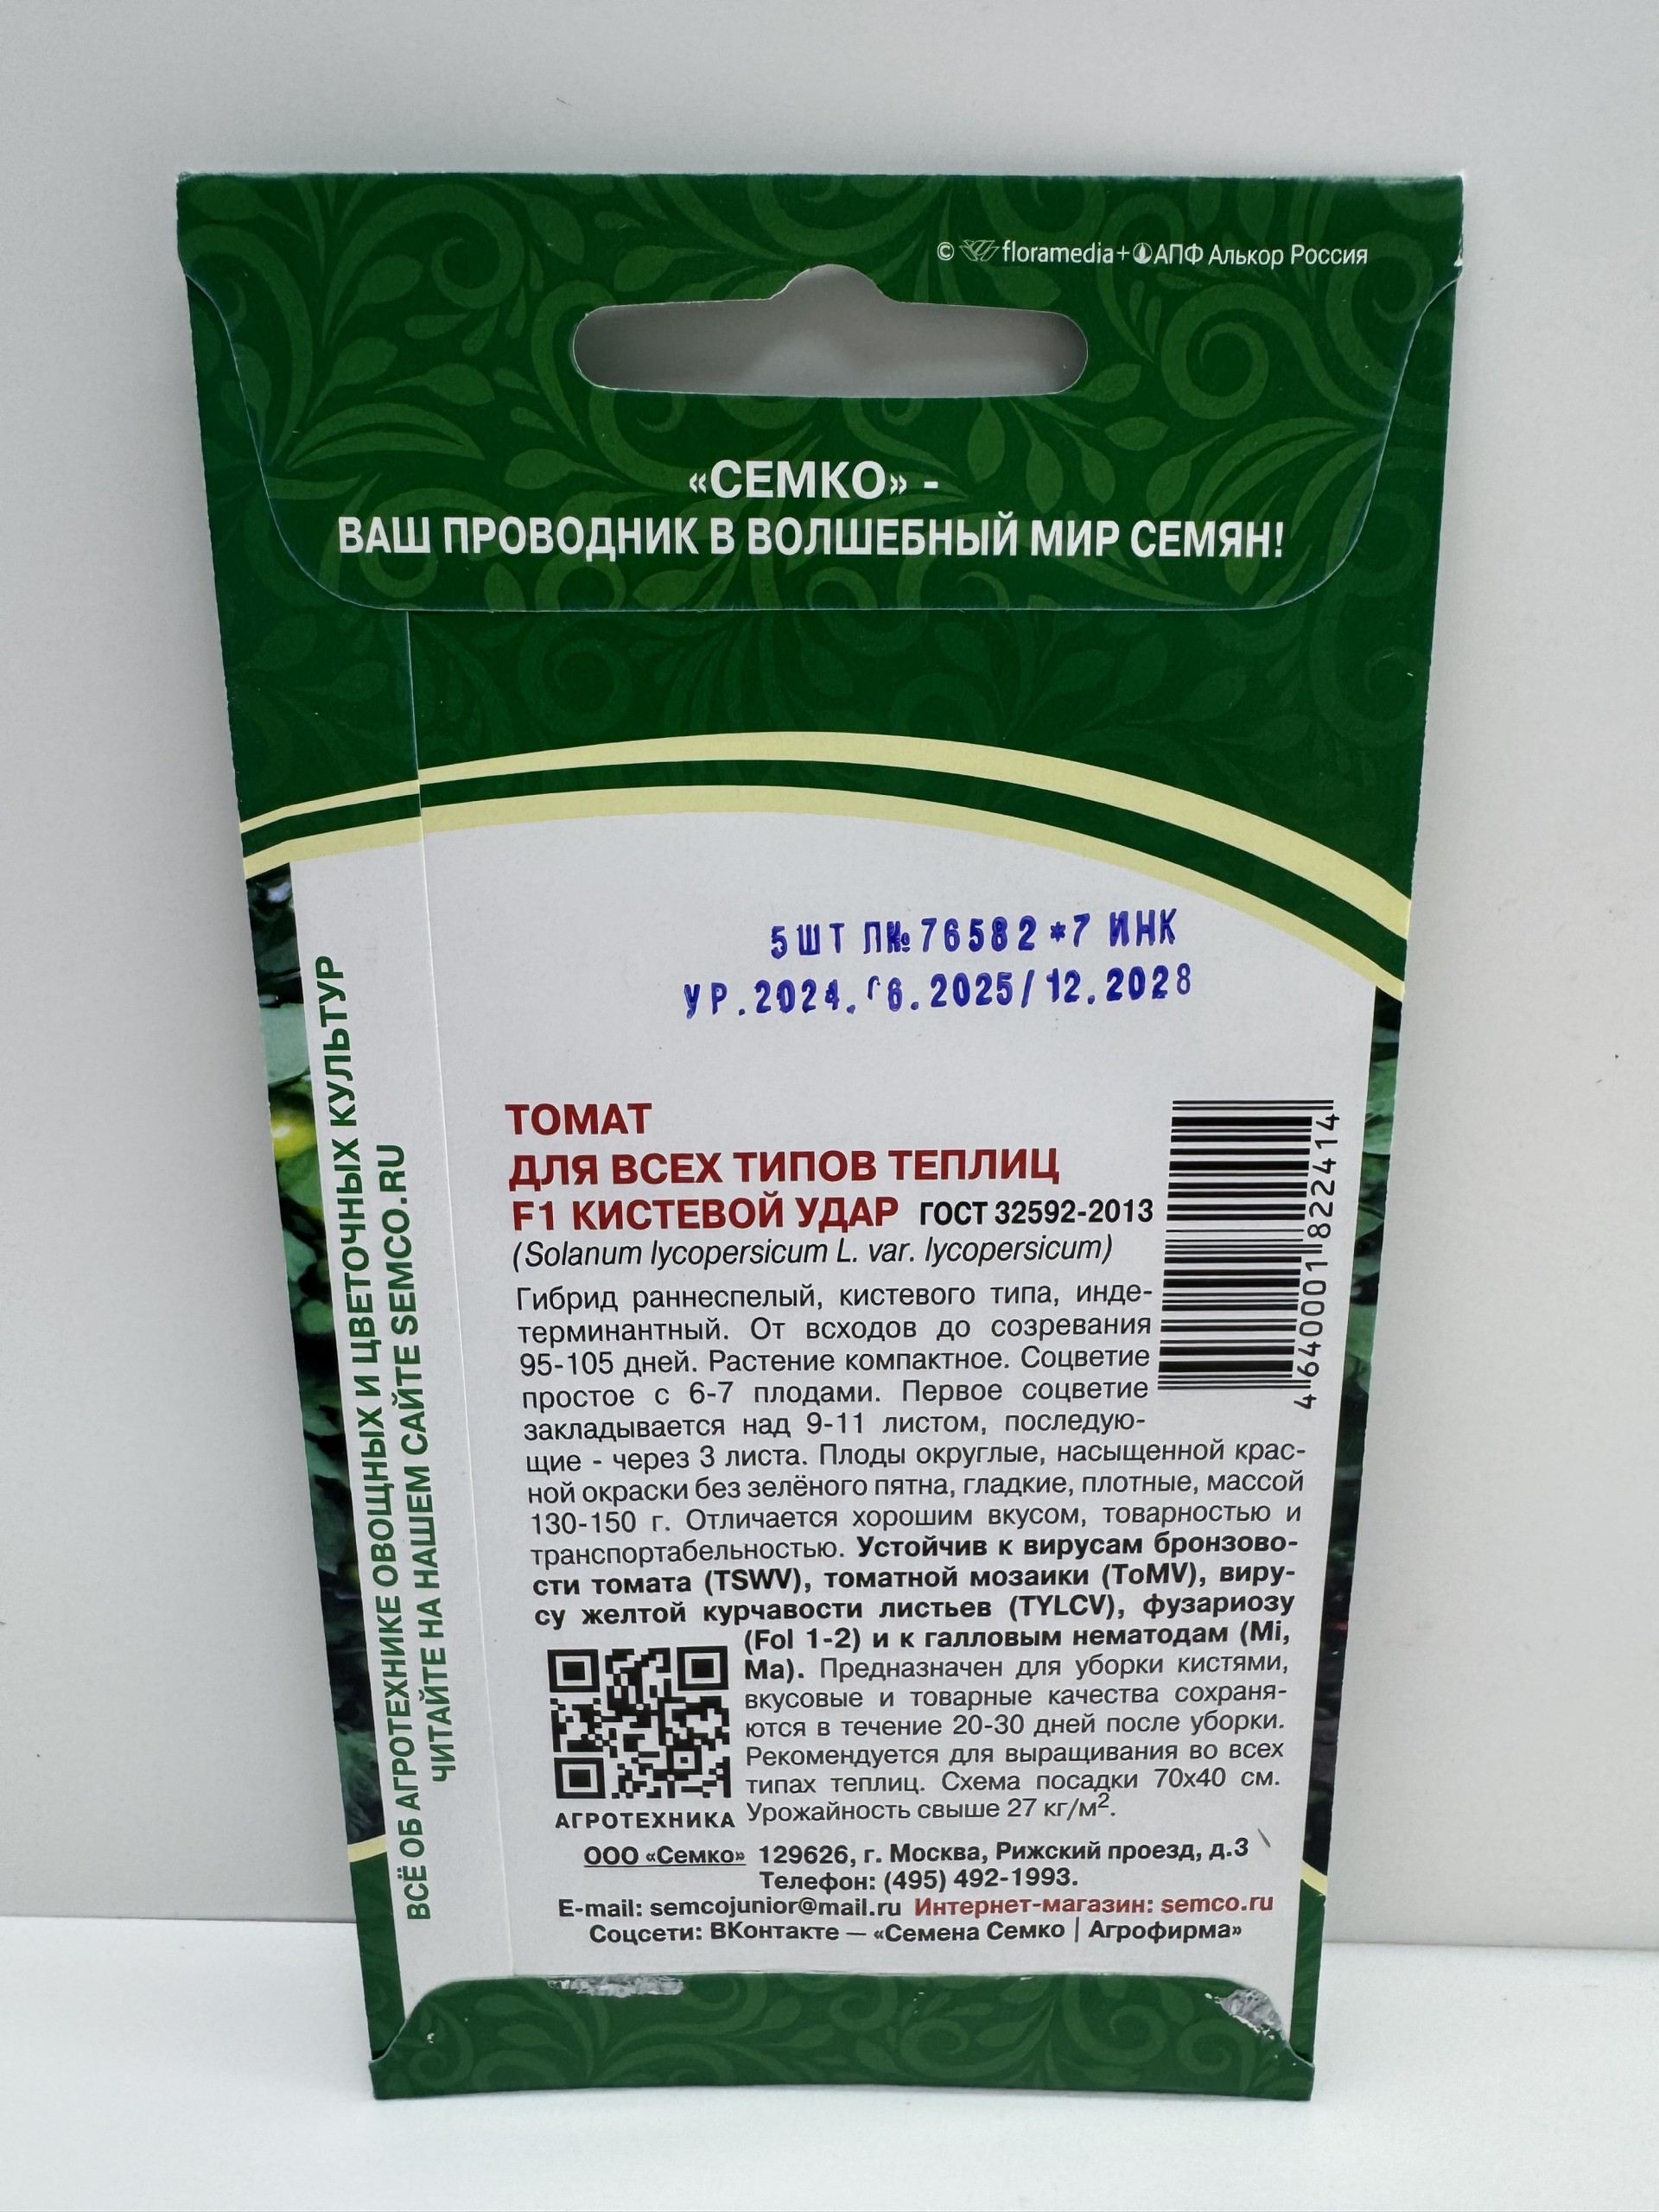 © floramedia+АПФ Алькор Россия
«СЕМКО» -
ВАШ ПРОВОДНИК В ВОЛШЕБНЫЙ МИР СЕМЯН!
5ШТ П№76582*7 ИНК
УР.2024. 6.2025/12.2028
ТОМАТ
ДЛЯ ВСЕХ ТИПОВ ТЕПЛИЦ
F1 КИСТЕВОЙ УДАР ГОСТ 32592-2013
(Solanum lycopersicum L. var. lycopersicum)
Гибрид раннеспелый, кистевого типа, инде-
терминантный. От всходов до созревания
95-105 дней. Растение компактное. Соцветие
простое с 6-7 плодами. Первое соцветие
закладывается над 9-11 листом, последую-
щие - через 3 листа. Плоды округлые, насыщенной крас-
ной окраски без зелёного пятна, гладкие, плотные, массой
130-150 г. Отличается хорошим вкусом, товарностью и
транспортабельностью. Устойчив к вирусам бронзово-
сти томата (TSWV), томатной мозаики (ToMV), виру-
су желтой курчавости листьев (TYLCV), фузариозу
(Fol 1-2) и к галловым нематодам (Mi,
Ma). Предназначен для уборки кистями,
вкусовые и товарные качества сохраня-
ются в течение 20-30 дней после уборки.
Рекомендуется для выращивания во всех
типах теплиц. Схема посадки 70х40 см.
Урожайность свыше 27 кг/м².
АГРОТЕХНИКА
ООО «Семко» 129626, г. Москва, Рижский проезд, д.3
Телефон: (495) 492-1993.
E-mail: semcojunior@mail.ru Интернет-магазин: semco.ru
Соцсети: ВКонтакте — «Семена Семко | Агрофирма»
4 640001 822414
ВСЁ ОБ АГРОТЕХНИКЕ ОВОЩНЫХ И ЦВЕТОЧНЫХ КУЛЬТУР
ЧИТАЙТЕ НА НАШЕМ САЙТЕ SEMCO.RU